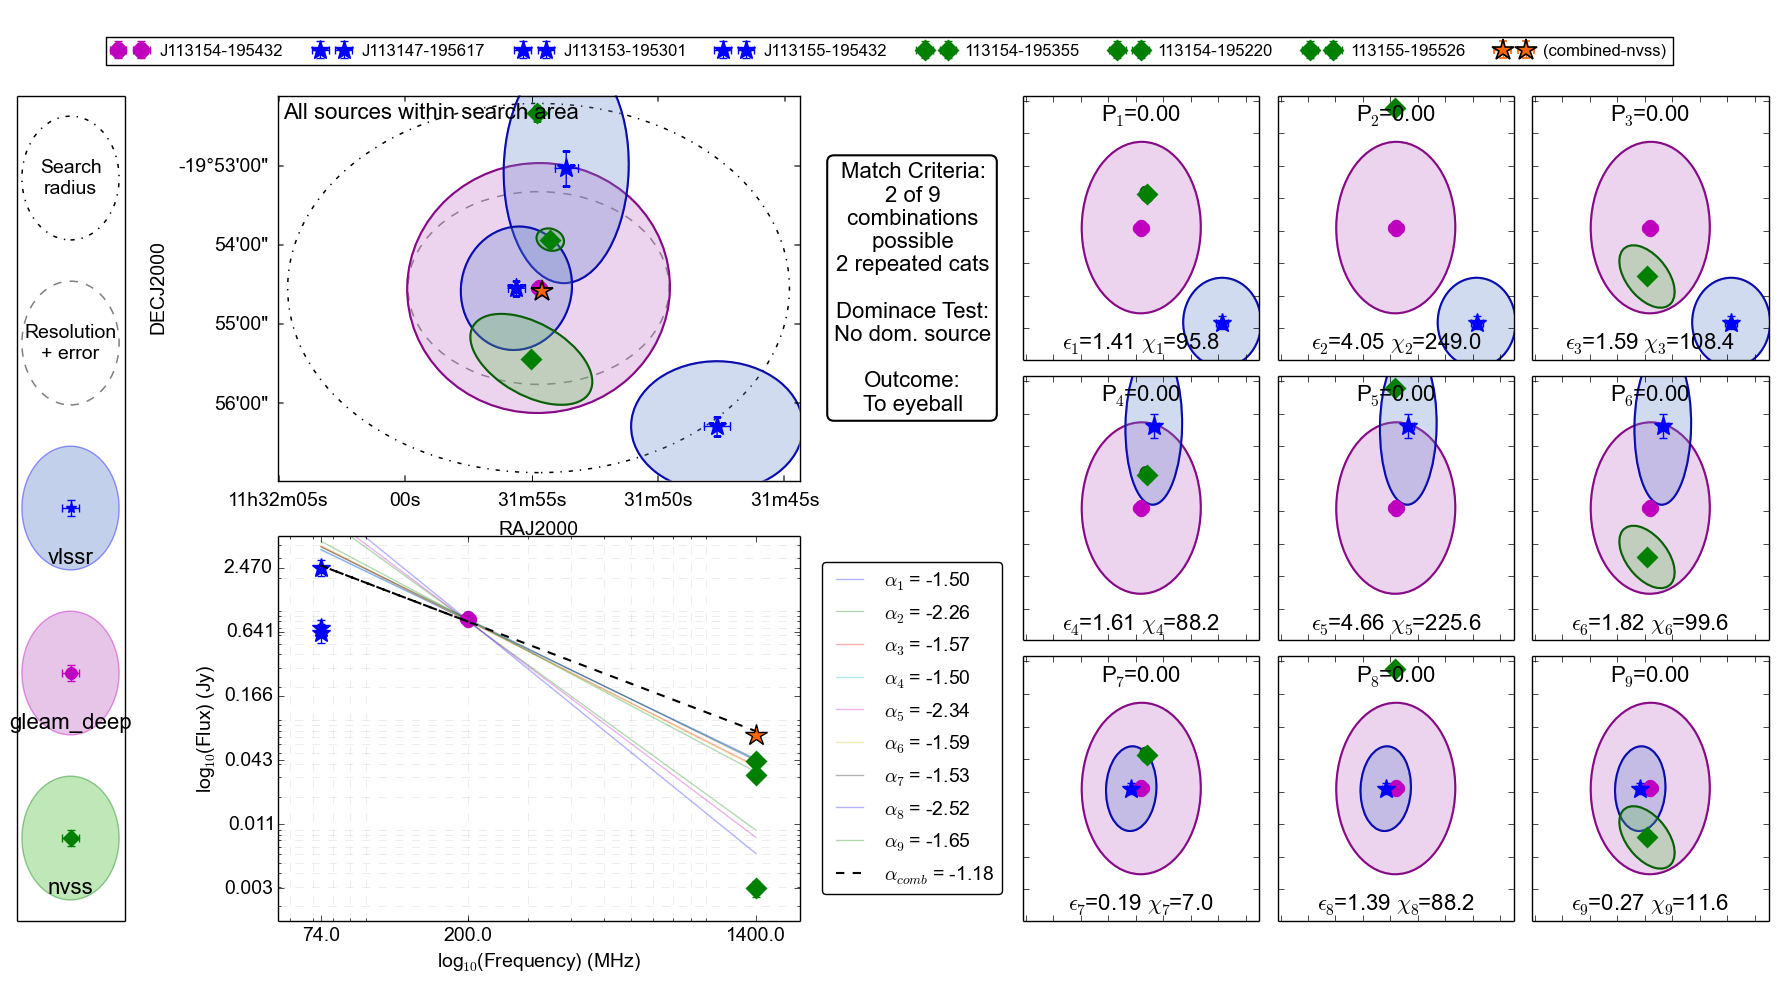 J113154-195432 J113147-195617 J113153-195301 J113155-195432 113154-195355 113154-195220 113155-195526 (combined-nvss)
Search
radius
Resolution
+ error
vlssr
gleam_deep
nvss
All sources within search area
DECJ2000
-19°53'00"
54'00"
55'00"
56'00"
11h32m05s 00s 31m55s 31m50s 31m45s
RAJ2000
Match Criteria:
2 of 9
combinations
possible
2 repeated cats
Dominace Test:
No dom. source
Outcome:
To eyeball
log10(Flux) (Jy)
2.470
0.641
0.166
0.043
0.011
0.003
74.0 200.0 1400.0
log10(Frequency) (MHz)
α1 = -1.50
α2 = -2.26
α3 = -1.57
α4 = -1.50
α5 = -2.34
α6 = -1.59
α7 = -1.53
α8 = -2.52
α9 = -1.65
αcomb = -1.18
P1=0.00
ϵ1=1.41 χ1=95.8
P2=0.00
ϵ2=4.05 χ2=249.0
P3=0.00
ϵ3=1.59 χ3=108.4
P4=0.00
ϵ4=1.61 χ4=88.2
P5=0.00
ϵ5=4.66 χ5=225.6
P6=0.00
ϵ6=1.82 χ6=99.6
P7=0.00
ϵ7=0.19 χ7=7.0
P8=0.00
ϵ8=1.39 χ8=88.2
P9=0.00
ϵ9=0.27 χ9=11.6